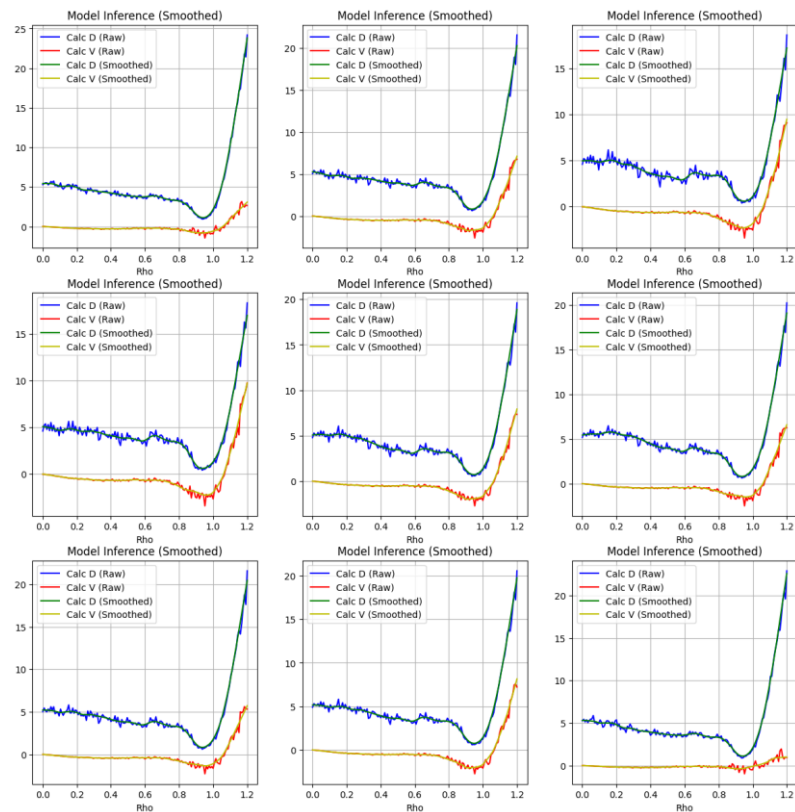 Model Inference (Smoothed)
Calc D (Raw)
Calc V (Raw)
Calc D (Smoothed)
Calc V (Smoothed)
25
20
15
10
5
0
0.0 0.2 0.4 0.6 0.8 1.0 1.2
Rho
Model Inference (Smoothed)
Calc D (Raw)
Calc V (Raw)
Calc D (Smoothed)
Calc V (Smoothed)
20
15
10
5
0
0.0 0.2 0.4 0.6 0.8 1.0 1.2
Rho
Model Inference (Smoothed)
Calc D (Raw)
Calc V (Raw)
Calc D (Smoothed)
Calc V (Smoothed)
15
10
5
0
0.0 0.2 0.4 0.6 0.8 1.0 1.2
Rho
Model Inference (Smoothed)
Calc D (Raw)
Calc V (Raw)
Calc D (Smoothed)
Calc V (Smoothed)
15
10
5
0
0.0 0.2 0.4 0.6 0.8 1.0 1.2
Rho
Model Inference (Smoothed)
Calc D (Raw)
Calc V (Raw)
Calc D (Smoothed)
Calc V (Smoothed)
20
15
10
5
0
0.0 0.2 0.4 0.6 0.8 1.0 1.2
Rho
Model Inference (Smoothed)
Calc D (Raw)
Calc V (Raw)
Calc D (Smoothed)
Calc V (Smoothed)
20
15
10
5
0
0.0 0.2 0.4 0.6 0.8 1.0 1.2
Rho
Model Inference (Smoothed)
Calc D (Raw)
Calc V (Raw)
Calc D (Smoothed)
Calc V (Smoothed)
20
15
10
5
0
0.0 0.2 0.4 0.6 0.8 1.0 1.2
Rho
Model Inference (Smoothed)
Calc D (Raw)
Calc V (Raw)
Calc D (Smoothed)
Calc V (Smoothed)
20
15
10
5
0
0.0 0.2 0.4 0.6 0.8 1.0 1.2
Rho
Model Inference (Smoothed)
Calc D (Raw)
Calc V (Raw)
Calc D (Smoothed)
Calc V (Smoothed)
20
15
10
5
0
0.0 0.2 0.4 0.6 0.8 1.0 1.2
Rho